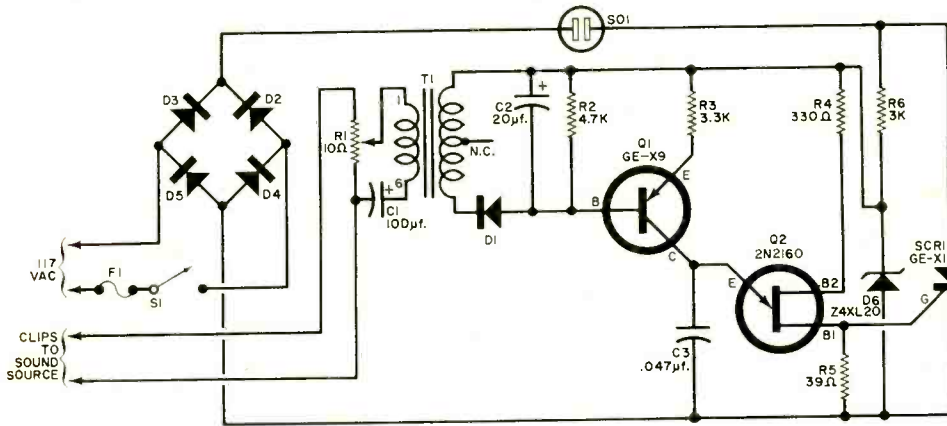 SO1
D3
D2
D5
D4
117
VAC
F1
S1
CLIPS
TO
SOUND
SOURCE
R1
10Ω
1
T1
6
+
C1
100µf.
N.C.
D1
+
C2
20µf.
R2
4.7K
R3
3.3K
Q1
GE-X9
B
E
C
C3
.047µf.
Q2
2N2160
E
B2
B1
R4
330Ω
R5
39Ω
R6
3K
D6
Z4XL20
SCR1
GE-X1
G